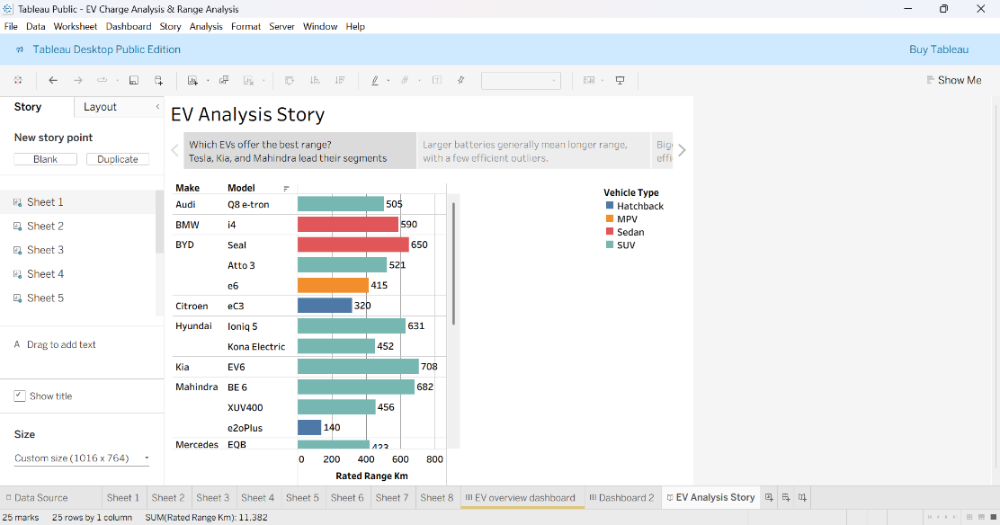 Tableau Public - EV Charge Analysis & Range Analysis
File Data Worksheet Dashboard Story Analysis Format Server Window Help
Tableau Desktop Public Edition Buy Tableau
Show Me
Story Layout
New story point
Blank Duplicate
Sheet 1
Sheet 2
Sheet 3
Sheet 4
Sheet 5
A Drag to add text
Show title
Size
Custom size (1016 x 764)
EV Analysis Story
Which EVs offer the best range?
Tesla, Kia, and Mahindra lead their segments
Larger batteries generally mean longer range,
with a few efficient outliers.
Big
effi
Make Model
Audi Q8 e-tron 505
BMW i4 590
BYD Seal 650
Atto 3 521
e6 415
Citroen eC3 320
Hyundai Ioniq 5 631
Kona Electric 452
Kia EV6 708
Mahindra BE 6 682
XUV400 456
e2oPlus 140
Mercedes EQB 423
0 200 400 600 800
Rated Range Km
Vehicle Type
Hatchback
MPV
Sedan
SUV
Data Source Sheet 1 Sheet 2 Sheet 3 Sheet 4 Sheet 5 Sheet 6 Sheet 7 Sheet 8 EV overview dashboard Dashboard 2 EV Analysis Story
25 marks 25 rows by 1 column SUM(Rated Range Km): 11,382